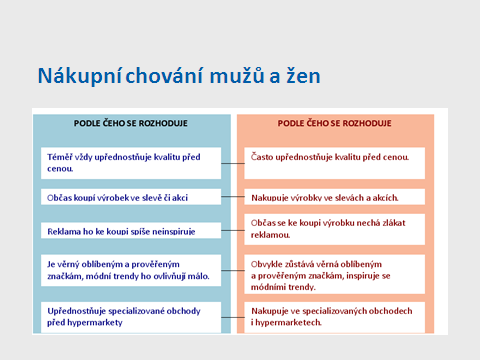 Nákupní chování mužů a žen
PODLE ČEHO SE ROZHODUJE
Téměř vždy upřednostňuje kvalitu před
cenou.
Občas koupí výrobek ve slevě či akci
Reklama ho ke koupi spíše neinspiruje
Je věrný oblíbeným a prověřeným
značkám, módní trendy ho ovlivňují málo.
Upřednostňuje specializované obchody
před hypermarkety
PODLE ČEHO SE ROZHODUJE
Často upřednostňuje kvalitu před cenou.
Nakupuje výrobky ve slevách a akcích.
Občas se ke koupi výrobku nechá zlákat
reklamou.
Obvykle zůstává věrná oblíbeným
a prověřeným značkám, inspiruje se
módními trendy.
Nakupuje ve specializovaných obchodech
i hypermarketech.